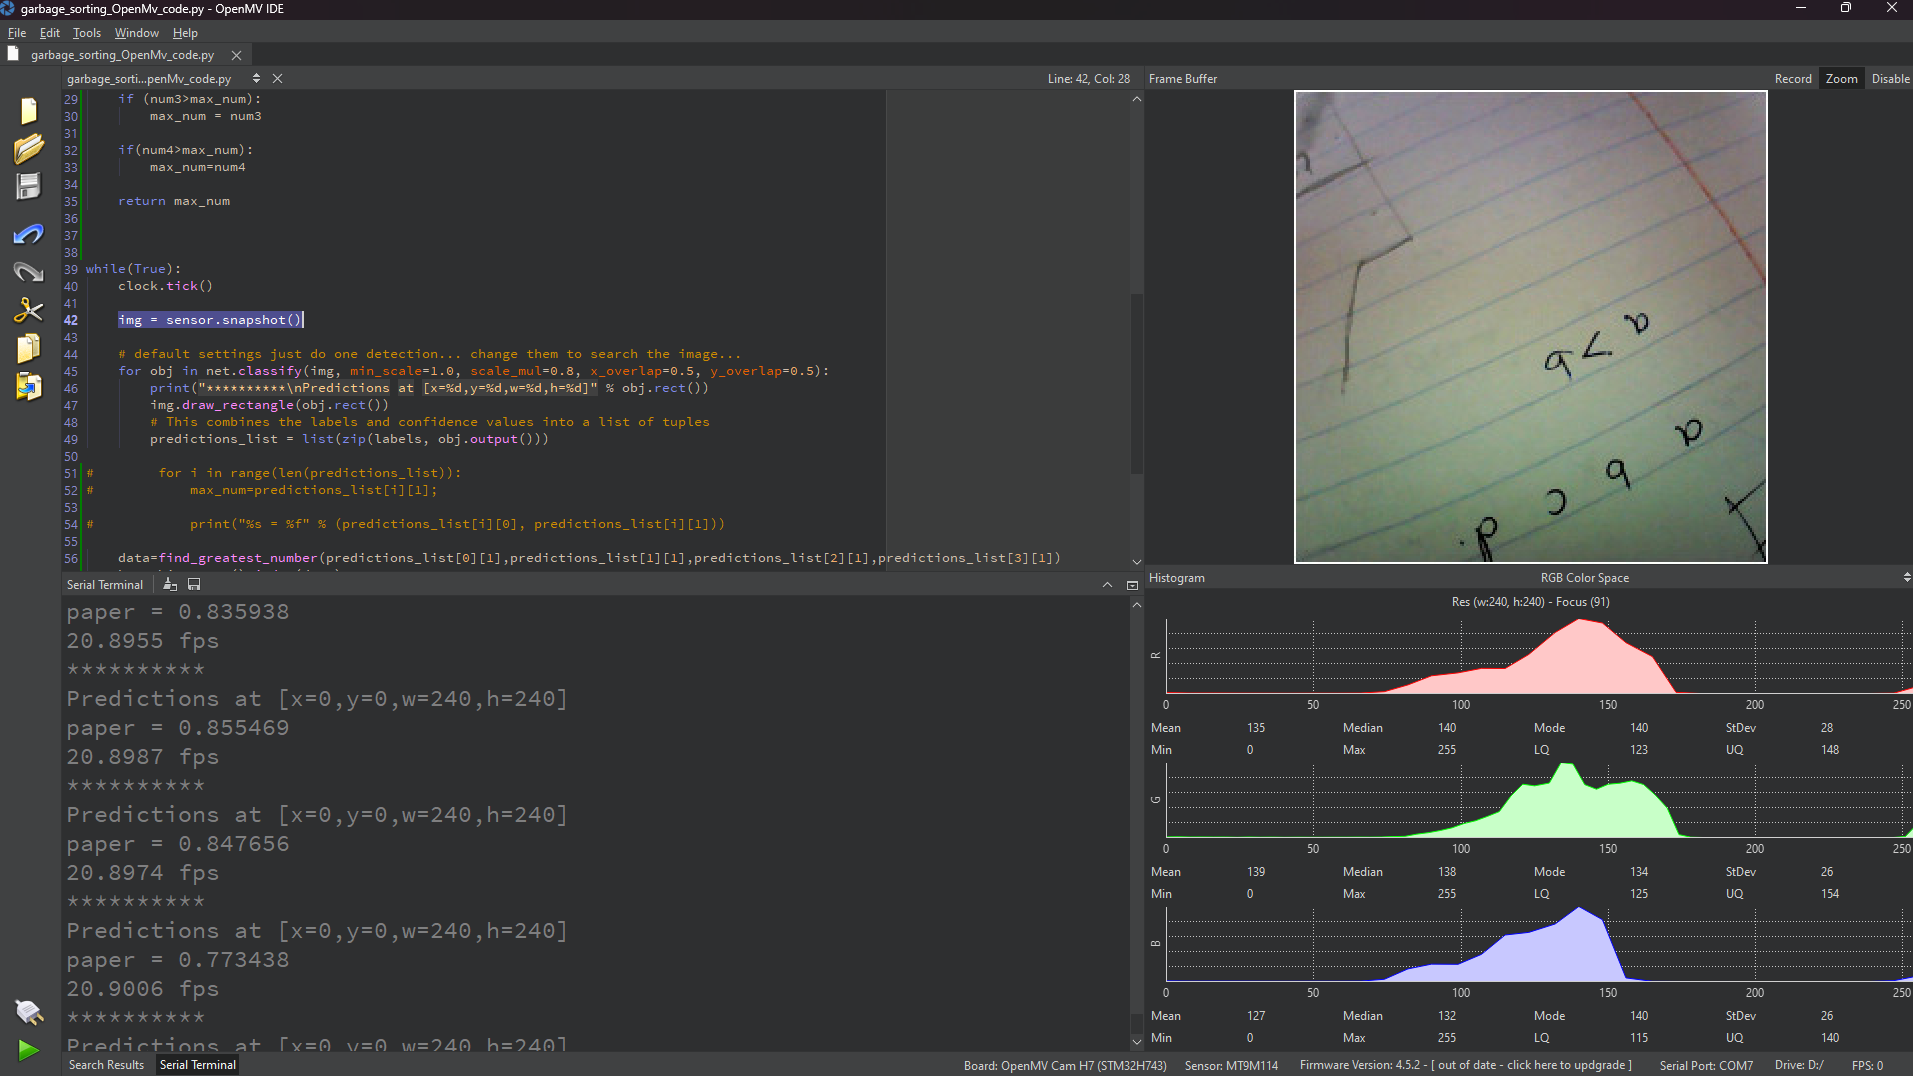 garbage_sorting_OpenMv_code.py - OpenMV IDE
File Edit Tools Window Help
garbage_sorting_OpenMv_code.py
garbage_sorti...penMv_code.py Line: 42, Col: 28
29 if (num3>max_num):
30 max_num = num3
31
32 if(num4>max_num):
33 max_num=num4
34
35 return max_num
36
37
38
39 while(True):
40 clock.tick()
41
42 img = sensor.snapshot()
43
44 # default settings just do one detection... change them to search the image...
45 for obj in net.classify(img, min_scale=1.0, scale_mul=0.8, x_overlap=0.5, y_overlap=0.5):
46 print("**********\nPredictions at [x=%d,y=%d,w=%d,h=%d]" % obj.rect())
47 img.draw_rectangle(obj.rect())
48 # This combines the labels and confidence values into a list of tuples
49 predictions_list = list(zip(labels, obj.output()))
50
51 # for i in range(len(predictions_list)):
52 # max_num=predictions_list[i][1];
53
54 # print("%s = %f" % (predictions_list[i][0], predictions_list[i][1]))
55
56 data=find_greatest_number(predictions_list[0][1],predictions_list[1][1],predictions_list[2][1],predictions_list[3][1])
Serial Terminal
paper = 0.835938
20.8955 fps
**********
Predictions at [x=0,y=0,w=240,h=240]
paper = 0.855469
20.8987 fps
**********
Predictions at [x=0,y=0,w=240,h=240]
paper = 0.847656
20.8974 fps
**********
Predictions at [x=0,y=0,w=240,h=240]
paper = 0.773438
20.9006 fps
**********
Predictions at [x=0,y=0,w=240,h=240]
Search Results Serial Terminal
Frame Buffer Record Zoom Disable
a < b
a b c d
Histogram RGB Color Space
Res (w:240, h:240) - Focus (91)
R
0 50 100 150 200 250
Mean 135 Median 140 Mode 140 StDev 28
Min 0 Max 255 LQ 123 UQ 148
G
0 50 100 150 200 250
Mean 139 Median 138 Mode 134 StDev 26
Min 0 Max 255 LQ 125 UQ 154
B
0 50 100 150 200 250
Mean 127 Median 132 Mode 140 StDev 26
Min 0 Max 255 LQ 115 UQ 140
Board: OpenMV Cam H7 (STM32H743) Sensor: MT9M114 Firmware Version: 4.5.2 - [ out of date - click here to updgrade ] Serial Port: COM7 Drive: D:/ FPS: 0